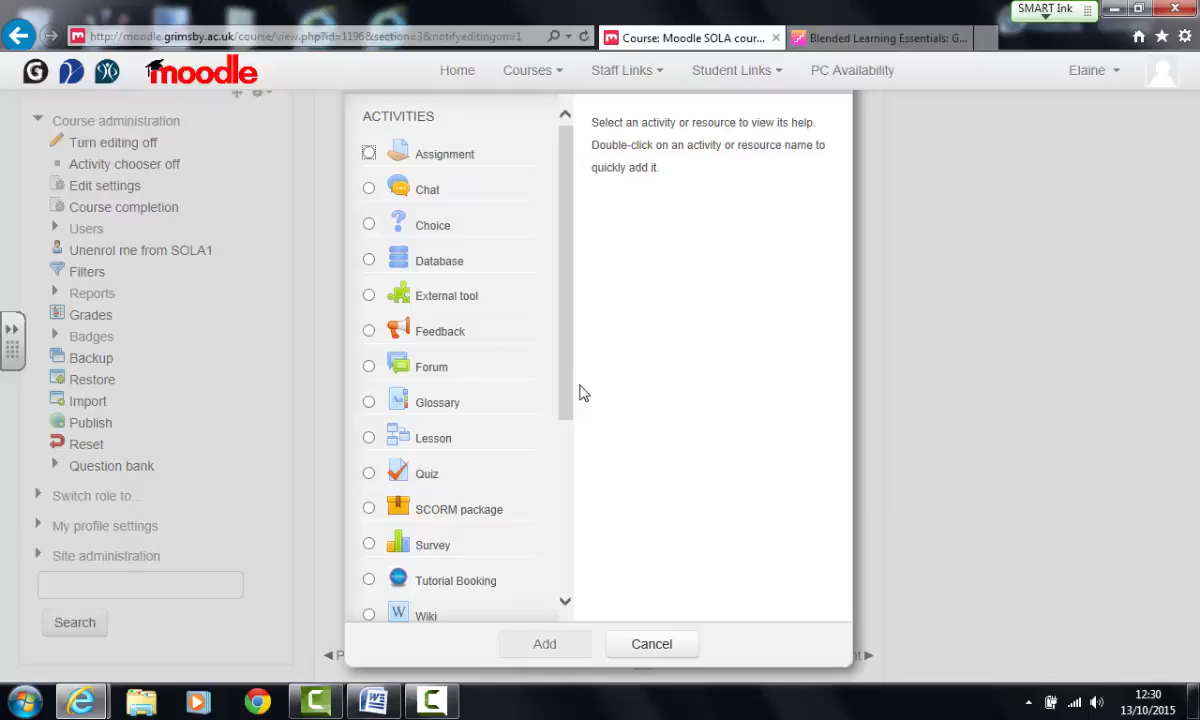 SMART Ink
http://moodle.grimsby.ac.uk/course/view.php?id=1196&section=3&notifyeditingon=1
Course: Moodle SOLA cour...
Blended Learning Essentials: G...
moodle
Home
Courses
Staff Links
Student Links
PC Availability
Elaine
Course administration
Turn editing off
Activity chooser off
Edit settings
Course completion
Users
Unenrol me from SOLA1
Filters
Reports
Grades
Badges
Backup
Restore
Import
Publish
Reset
Question bank
Switch role to...
My profile settings
Site administration
Search
ACTIVITIES
Assignment
Chat
Choice
Database
External tool
Feedback
Forum
Glossary
Lesson
Quiz
SCORM package
Survey
Tutorial Booking
Wiki
Select an activity or resource to view its help.
Double-click on an activity or resource name to
quickly add it.
Add
Cancel
12:30
13/10/2015